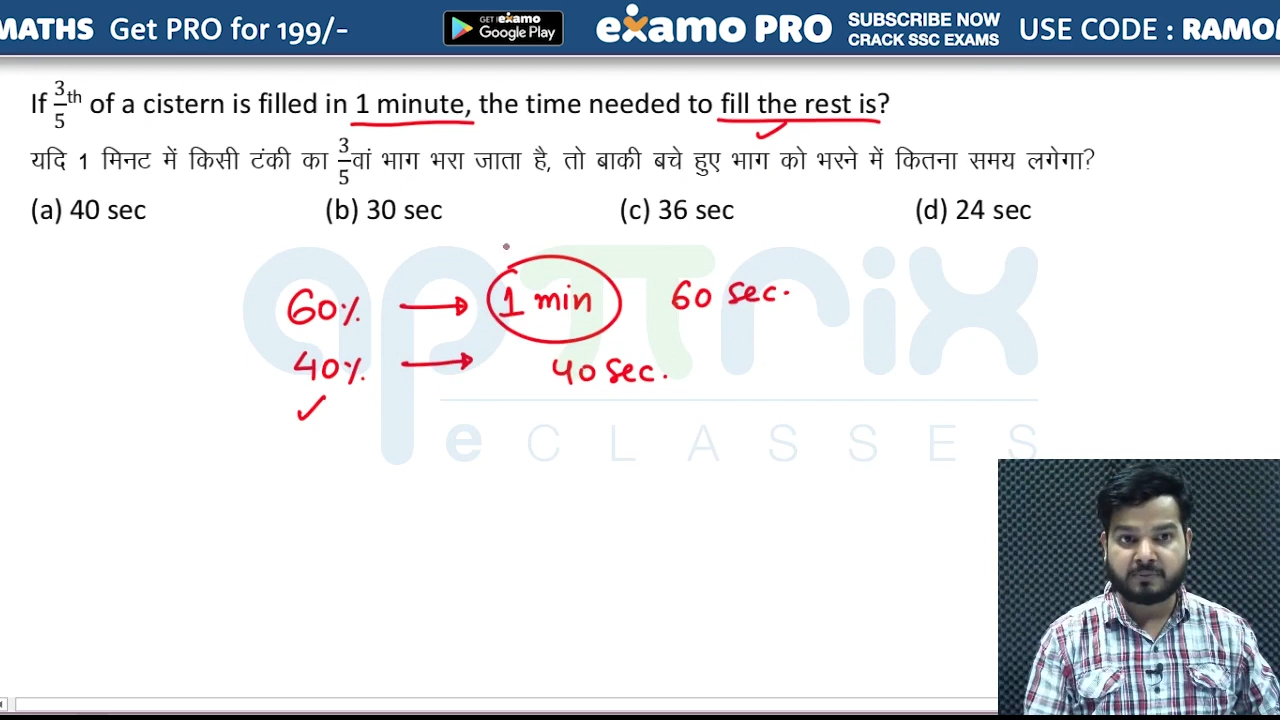 MATHS Get PRO for 199/- GET IT examo Google Play examo PRO SUBSCRIBE NOW CRACK SSC EXAMS USE CODE : RAMO
If 3/5th of a cistern is filled in 1 minute, the time needed to fill the rest is?
यदि 1 मिनट में किसी टंकी का 3/5वां भाग भरा जाता है, तो बाकी बचे हुए भाग को भरने में कितना समय लगेगा?
(a) 40 sec (b) 30 sec (c) 36 sec (d) 24 sec
60% → 1 min 60 sec.
40% → 40 sec.
apπrix
e CLASSES